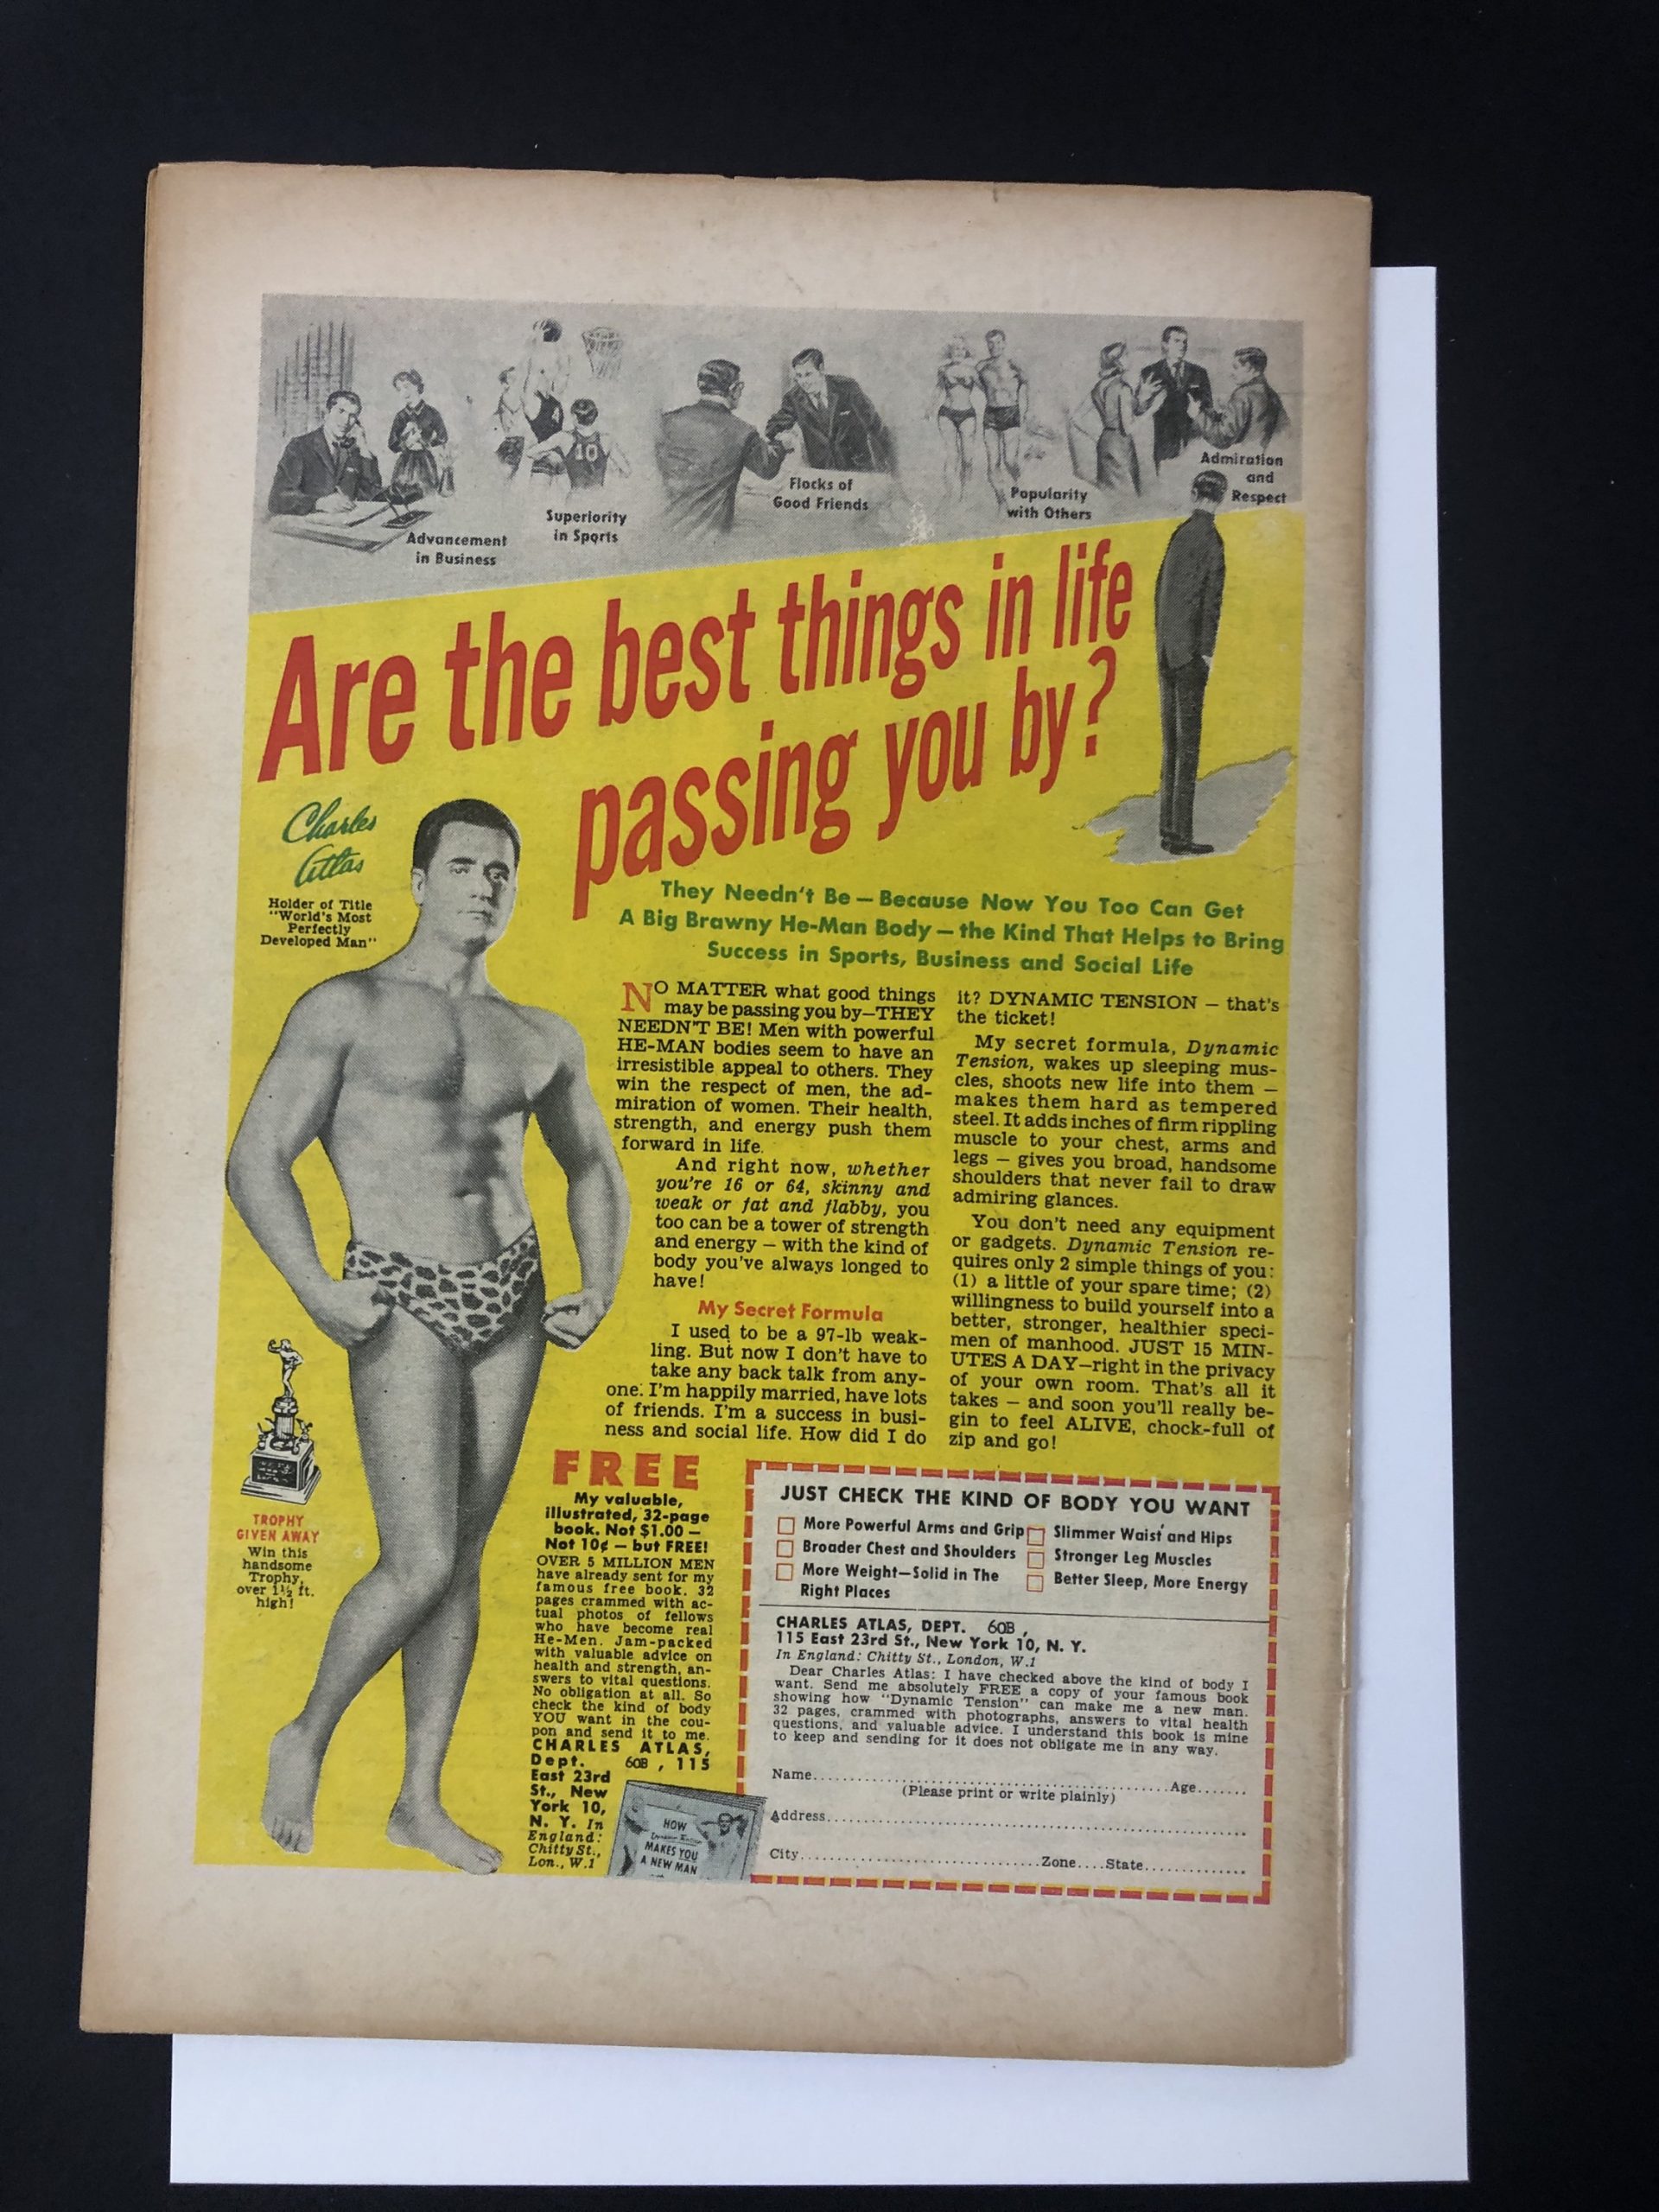 Advancement
in Business
Superiority
in Sports
Flocks of
Good Friends
Popularity
with Others
Admiration
and
Respect
4
10
Are the best things in life
passing you by?
Charles
Atlas
Holder of Title
"World's Most
Perfectly
Developed Man"
They Needn't Be — Because Now You Too Can Get
A Big Brawny He-Man Body — the Kind That Helps to Bring
Success in Sports, Business and Social Life
NO MATTER what good things
may be passing you by—THEY
NEEDN'T BE! Men with powerful
HE-MAN bodies seem to have an
irresistible appeal to others. They
win the respect of men, the ad-
miration of women. Their health,
strength, and energy push them
forward in life.
And right now, whether
you're 16 or 64, skinny and
weak or fat and flabby, you
too can be a tower of strength
and energy — with the kind of
body you've always longed to
have!
My Secret Formula
I used to be a 97-lb weak-
ling. But now I don't have to
take any back talk from any-
one. I'm happily married, have lots
of friends. I'm a success in busi-
ness and social life. How did I do
it? DYNAMIC TENSION — that's
the ticket!
My secret formula, Dynamic
Tension, wakes up sleeping mus-
cles, shoots new life into them —
makes them hard as tempered
steel. It adds inches of firm rippling
muscle to your chest, arms and
legs — gives you broad, handsome
shoulders that never fail to draw
admiring glances.
You don't need any equipment
or gadgets. Dynamic Tension re-
quires only 2 simple things of you:
(1) a little of your spare time; (2)
willingness to build yourself into a
better, stronger, healthier speci-
men of manhood. JUST 15 MIN-
UTES A DAY—right in the privacy
of your own room. That's all it
takes — and soon you'll really be-
gin to feel ALIVE, chock-full of
zip and go!
TROPHY
GIVEN AWAY
Win this
handsome
Trophy,
over 1½ ft.
high!
FREE
My valuable,
illustrated, 32-page
book. Not $1.00 —
Not 10¢ — but FREE!
OVER 5 MILLION MEN
have already sent for my
famous free book. 32
pages crammed with ac-
tual photos of fellows
who have become real
He-Men. Jam-packed
with valuable advice on
health and strength, an-
swers to vital questions.
No obligation at all. So
check the kind of body
YOU want in the cou-
pon and send it to me.
CHARLES ATLAS,
Dept. 60B, 115
East 23rd
St., New
York 10,
N. Y. In
England:
Chitty St.,
Lon., W.1
HOW
Dynamic Tension
MAKES YOU
A NEW MAN
JUST CHECK THE KIND OF BODY YOU WANT
More Powerful Arms and Grip
Broader Chest and Shoulders
More Weight—Solid in The
Right Places
Slimmer Waist and Hips
Stronger Leg Muscles
Better Sleep, More Energy
CHARLES ATLAS, DEPT. 60B,
115 East 23rd St., New York 10, N. Y.
In England: Chitty St., London, W.1
Dear Charles Atlas: I have checked above the kind of body I
want. Send me absolutely FREE a copy of your famous book
showing how "Dynamic Tension" can make me a new man.
32 pages, crammed with photographs, answers to vital health
questions, and valuable advice. I understand this book is mine
to keep and sending for it does not obligate me in any way.
Name..........Age.......
(Please print or write plainly)
Address..........
City..........Zone....State..........